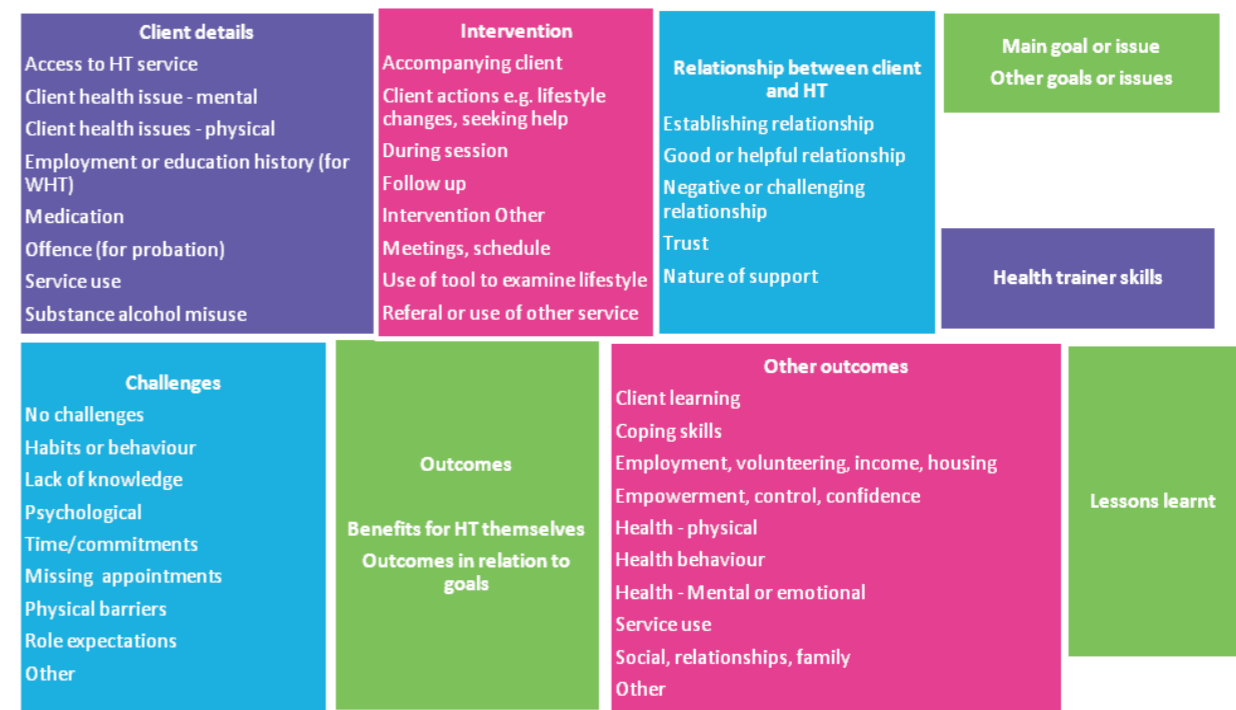 Client details
Access to HT service
Client health issue - mental
Client health issues - physical
Employment or education history (for
WHT)
Medication
Offence (for probation)
Service use
Substance alcohol misuse
Intervention
Accompanying client
Client actions e.g. lifestyle
changes, seeking help
During session
Follow up
Intervention Other
Meetings, schedule
Use of tool to examine lifestyle
Referal or use of other service
Relationship between client
and HT
Establishing relationship
Good or helpful relationship
Negative or challenging
relationship
Trust
Nature of support
Main goal or issue
Other goals or issues
Health trainer skills
Challenges
No challenges
Habits or behaviour
Lack of knowledge
Psychological
Time/commitments
Missing appointments
Physical barriers
Role expectations
Other
Outcomes
Benefits for HT themselves
Outcomes in relation to
goals
Other outcomes
Client learning
Coping skills
Employment, volunteering, income, housing
Empowerment, control, confidence
Health - physical
Health behaviour
Health - Mental or emotional
Service use
Social, relationships, family
Other
Lessons learnt